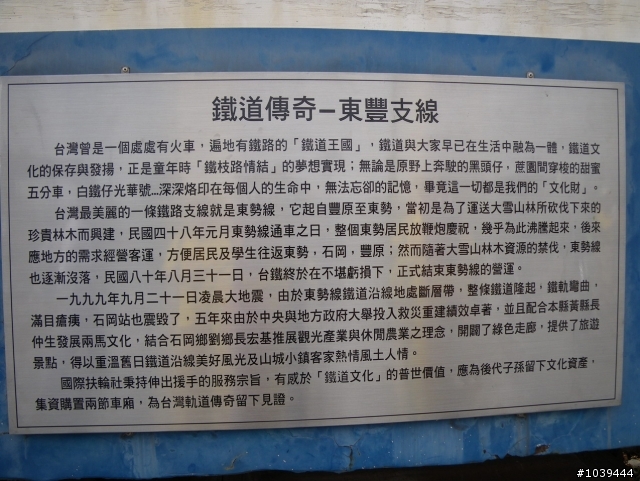 鐵道傳奇－東豐支線
台灣曾是一個處處有火車，遍地有鐵路的「鐵道王國」，鐵道與大家早已在生活中融為一體，鐵道文
化的保存與發揚，正是童年時「鐵枝路情結」的夢想實現；無論是原野上奔駛的黑頭仔，蔗園間穿梭的甜蜜
五分車，白鐵仔光華號…深深烙印在每個人的生命中，無法忘卻的記憶，畢竟這一切都是我們的「文化財」。
台灣最美麗的一條鐵路支線就是東勢線，它起自豐原至東勢，當初是為了運送大雪山林所砍伐下來的
珍貴林木而興建，民國四十八年元月東勢線通車之日，整個東勢居民放鞭炮慶祝，幾乎為此沸騰起來，後來
應地方的需求經營客運，方便居民及學生往返東勢，石岡，豐原；然而隨著大雪山林木資源的禁伐，東勢線
也逐漸沒落，民國八十年八月三十一日，台鐵終於在不堪虧損下，正式結束東勢線的營運。
一九九九年九月二十一日凌晨大地震，由於東勢線鐵道沿線地處斷層帶，整條鐵道隆起，鐵軌彎曲，
滿目瘡痍，石岡站也震毀了，五年來由於中央與地方政府大舉投入救災重建績效卓著，並且配合本縣黃縣長
仲生發展兩馬文化，結合石岡鄉劉鄉長宏基推展觀光產業與休閒農業之理念，開闢了綠色走廊，提供了旅遊
景點，得以重溫舊日鐵道沿線美好風光及山城小鎮客家熱情風土人情。
國際扶輪社秉持伸出援手的服務宗旨，有感於「鐵道文化」的普世價值，應為後代子孫留下文化資產，
集資購置兩節車廂，為台灣軌道傳奇留下見證。
#1039444